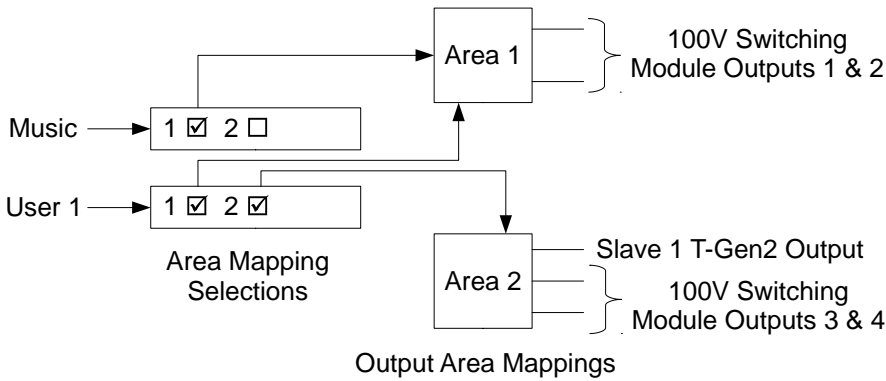 Area 1
100V Switching
Module Outputs 1 & 2
Music
1 ☑ 2 ☐
User 1
1 ☑ 2 ☑
Area Mapping
Selections
Area 2
Slave 1 T-Gen2 Output
100V Switching
Module Outputs 3 & 4
Output Area Mappings